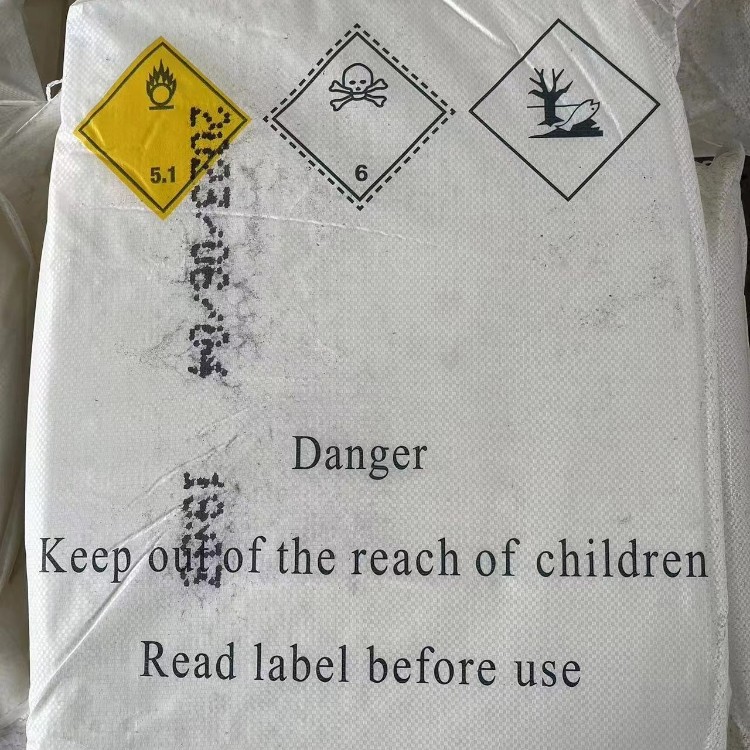 5.1
6
Danger
Keep out of the reach of children
Read label before use